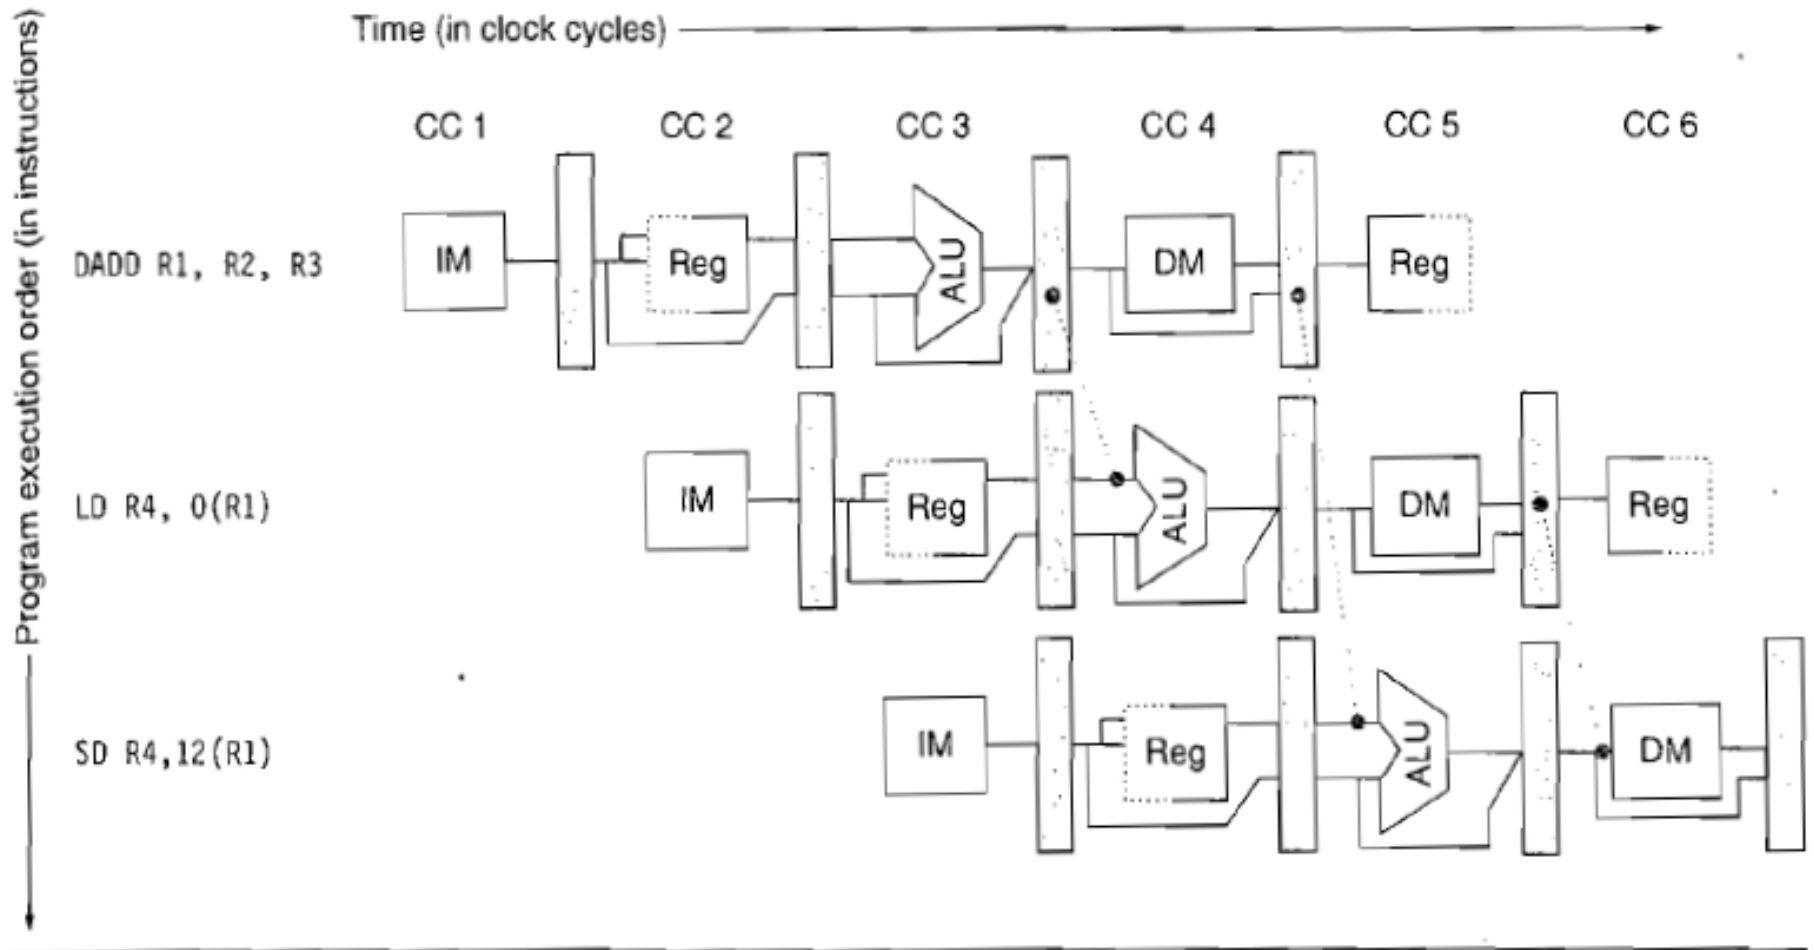 Time (in clock cycles)
Program execution order (in instructions)
CC 1 CC 2 CC 3 CC 4 CC 5 CC 6
DADD R1, R2, R3
IM Reg ALU DM Reg
LD R4, 0(R1)
IM Reg ALU DM Reg
SD R4,12(R1)
IM Reg ALU DM